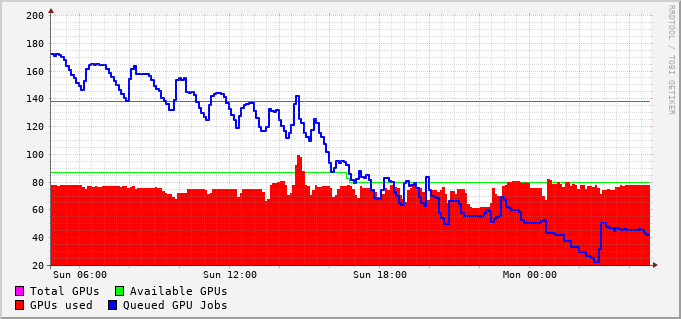 200
180
160
140
120
100
80
60
40
20
Sun 06:00 Sun 12:00 Sun 18:00 Mon 00:00
Total GPUs Available GPUs
GPUs used Queued GPU Jobs
RRDTOOL / TOBI OETIKER